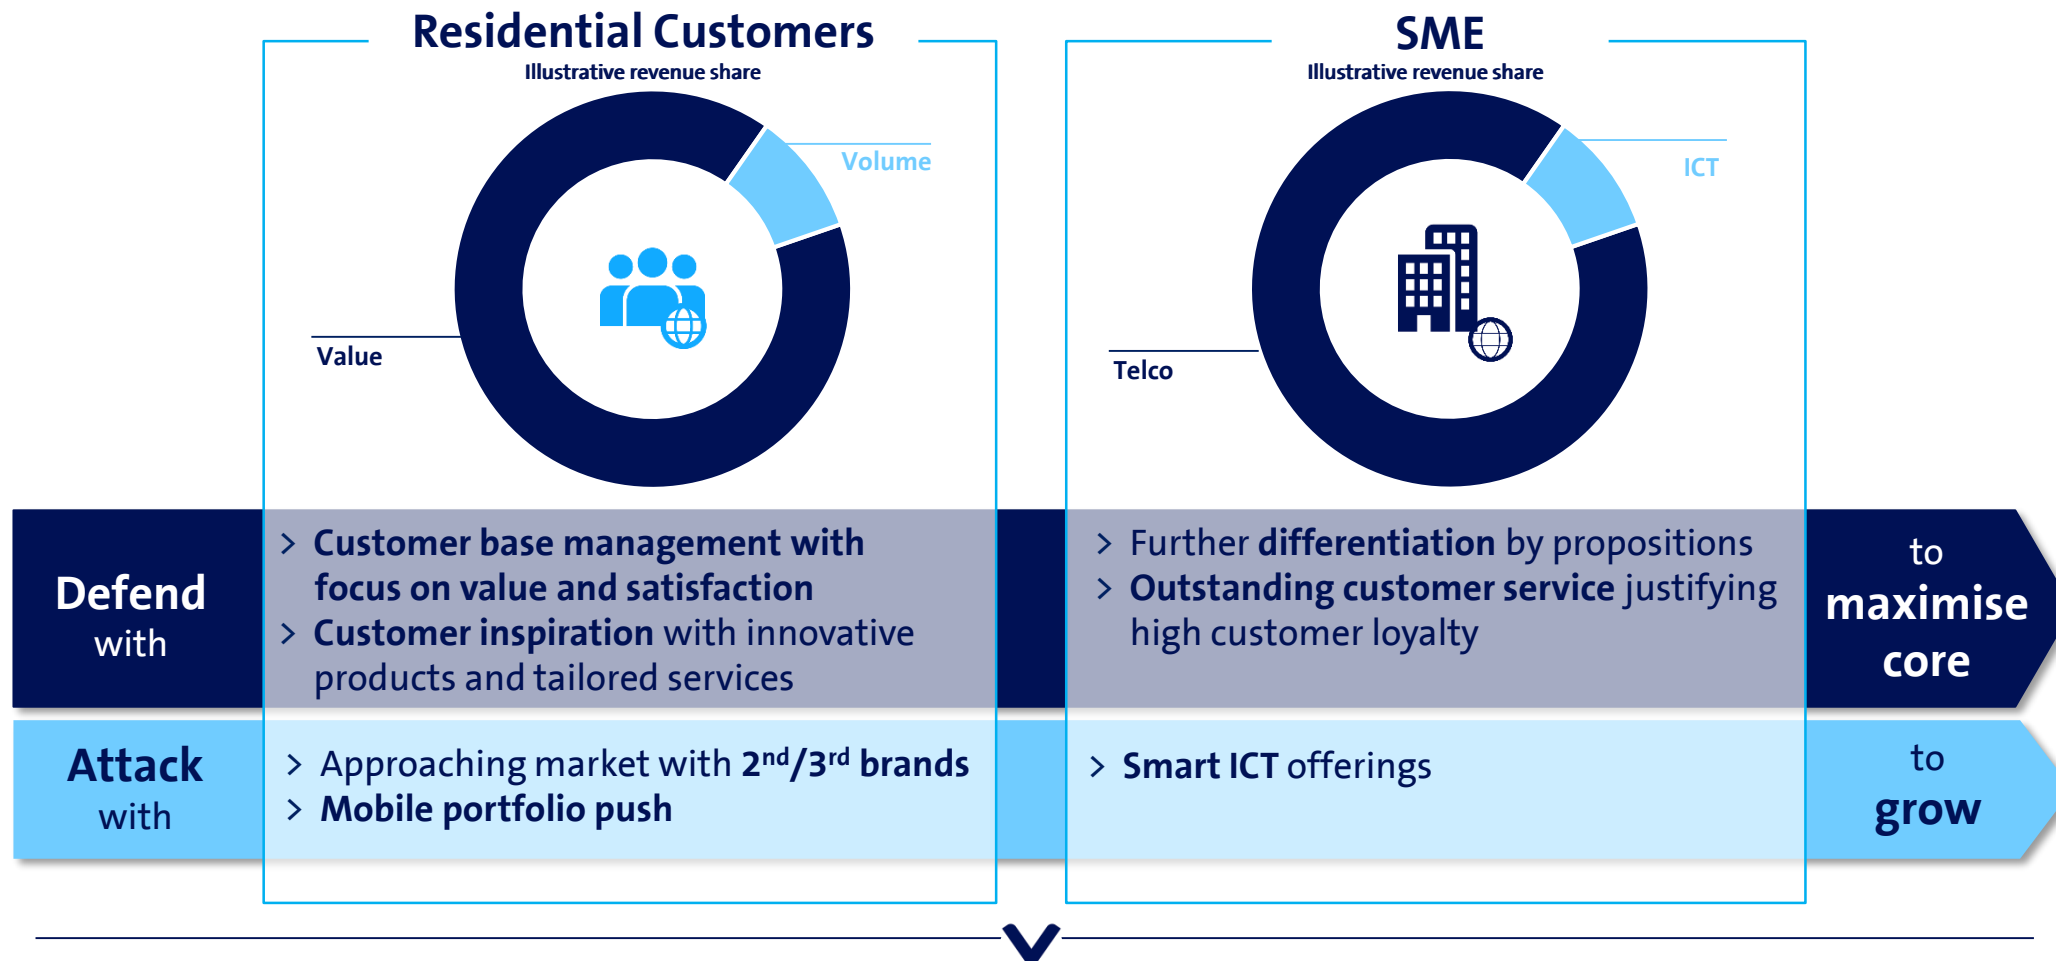 Residential Customers
Illustrative revenue share
Volume
Value
SME
Illustrative revenue share
ICT
Telco
Defend
with
> Customer base management with
focus on value and satisfaction
> Customer inspiration with innovative
products and tailored services
> Further differentiation by propositions
> Outstanding customer service justifying
high customer loyalty
to
maximise
core
Attack
with
> Approaching market with 2nd/3rd brands
> Mobile portfolio push
> Smart ICT offerings
to
grow